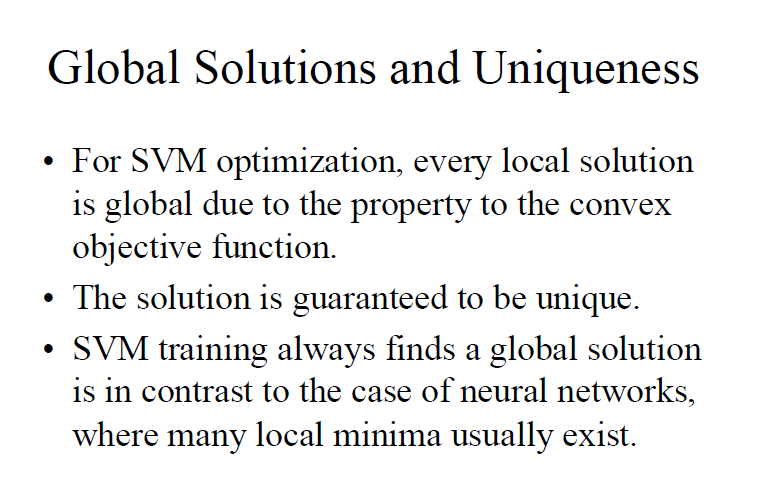 Global Solutions and Uniqueness
• For SVM optimization, every local solution
is global due to the property to the convex
objective function.
• The solution is guaranteed to be unique.
• SVM training always finds a global solution
is in contrast to the case of neural networks,
where many local minima usually exist.